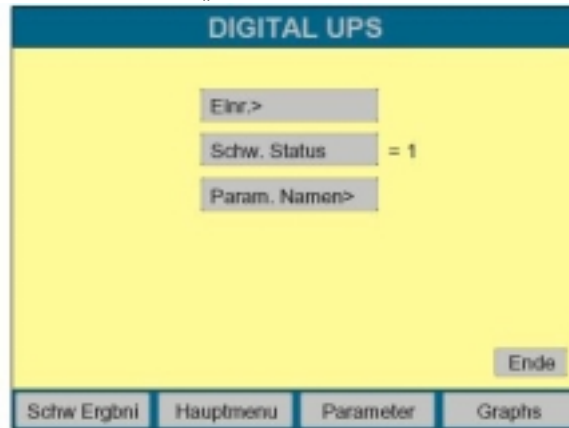 DIGITAL UPS
Einr.>
Schw. Status = 1
Param. Namen>
Ende
Schw Ergbni Hauptmenu Parameter Graphs